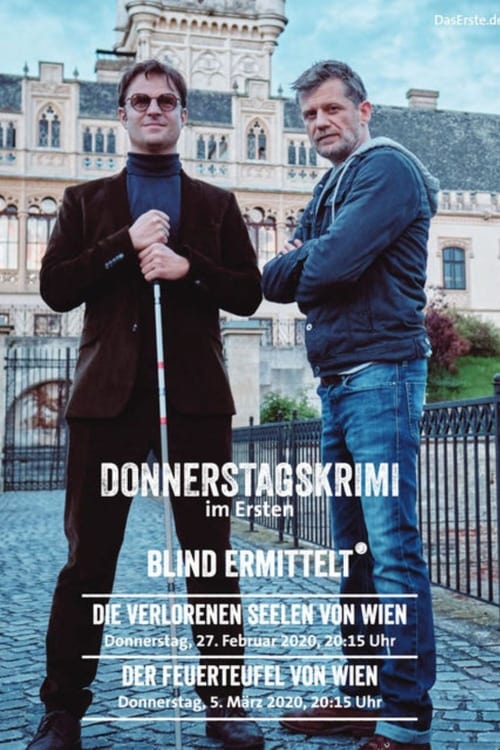 DasErste.de
DONNERSTAGSKRIMI
im Ersten
BLIND ERMITTELT
DIE VERLORENEN SEELEN VON WIEN
Donnerstag, 27. Februar 2020, 20:15 Uhr
DER FEUERTEUFEL VON WIEN
Donnerstag, 5. März 2020, 20:15 Uhr